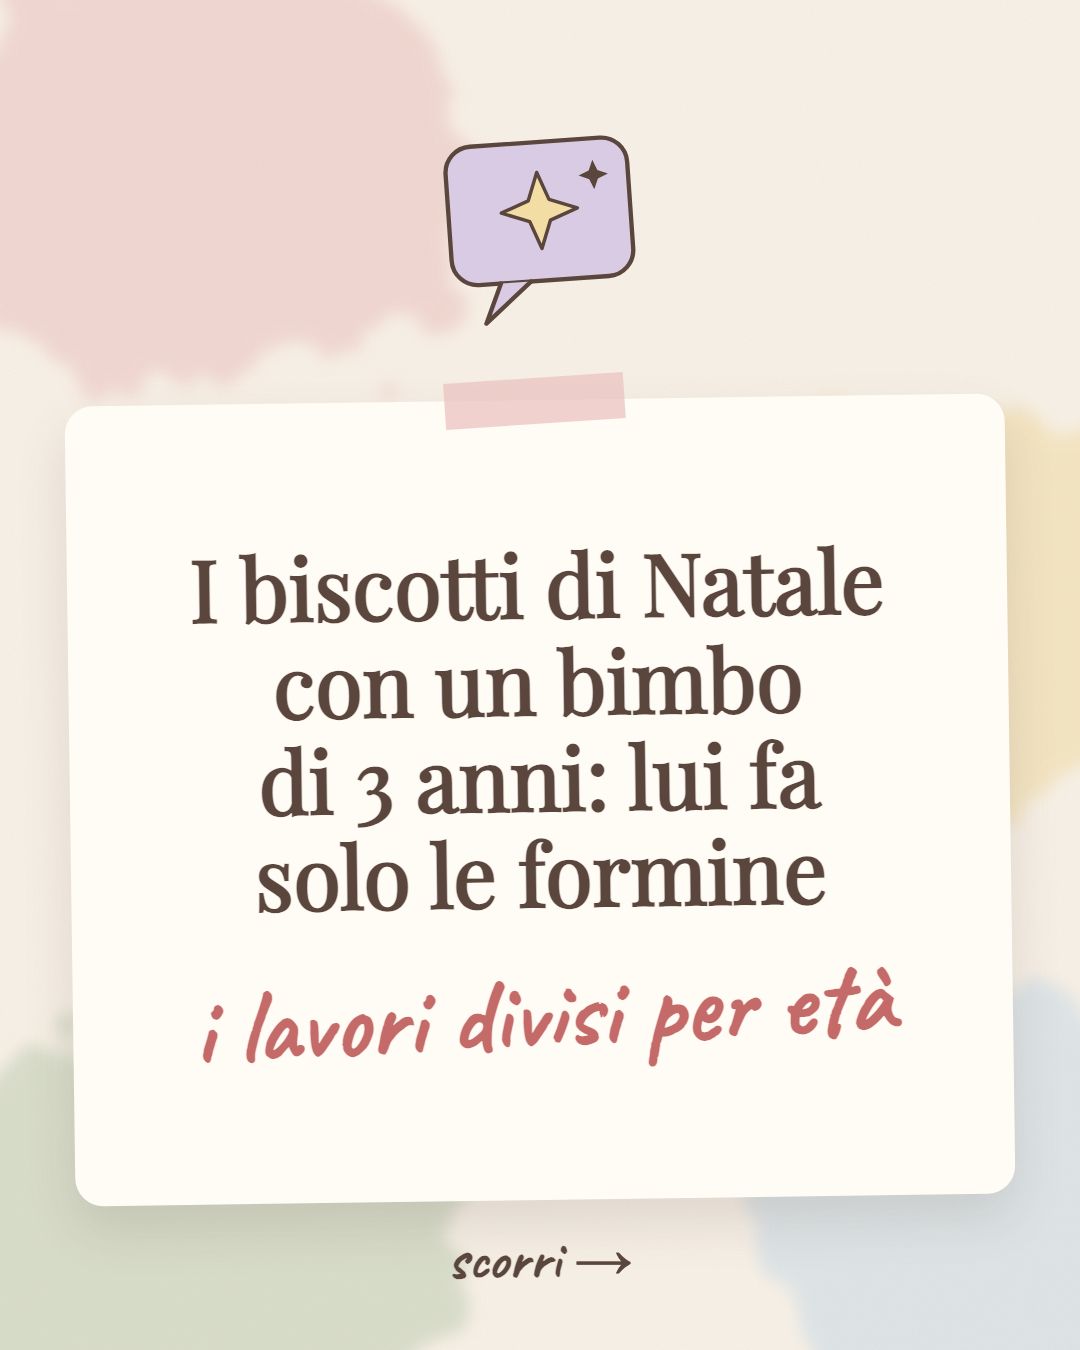 I biscotti di Natale
con un bimbo
di 3 anni: lui fa
solo le formine
i lavori divisi per età
scorri →